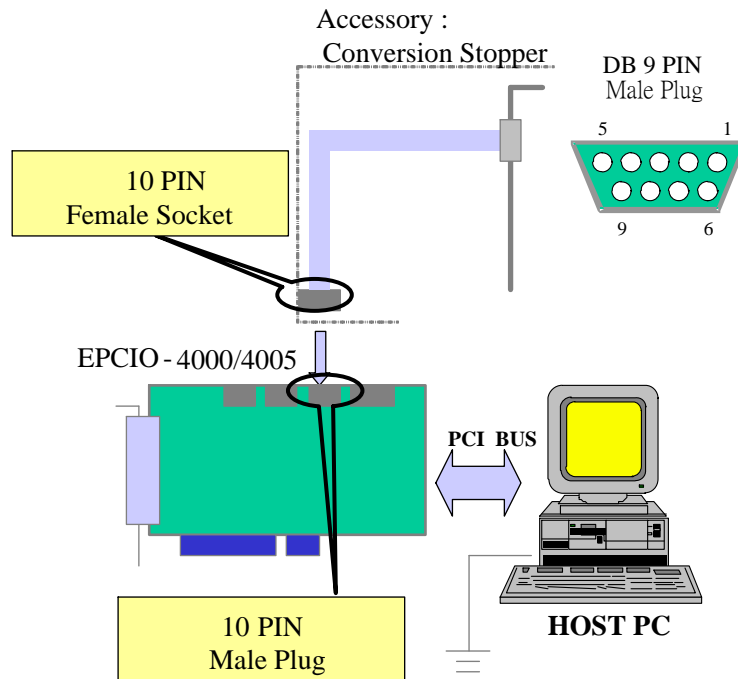 Accessory :
Conversion Stopper
DB 9 PIN
Male Plug
5 1
9 6
10 PIN
Female Socket
EPCIO - 4000/4005
PCI BUS
HOST PC
10 PIN
Male Plug